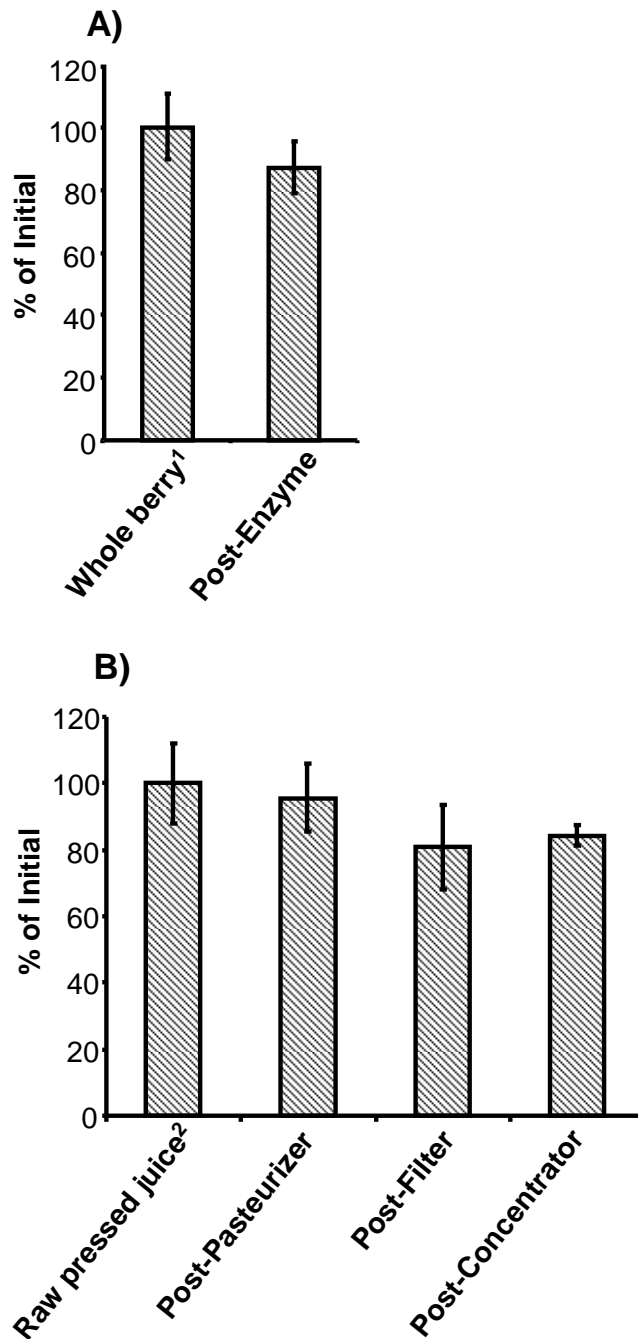 A)
% of Initial
120
100
80
60
40
20
0
Whole berry¹
Post-Enzyme
B)
% of Initial
120
100
80
60
40
20
0
Raw pressed juice²
Post-Pasteurizer
Post-Filter
Post-Concentrator